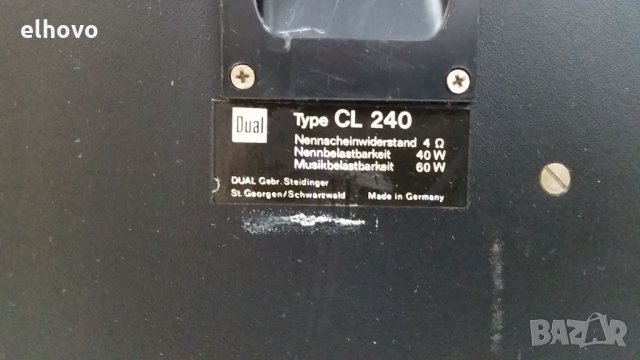 elhovo
Dual
Type CL 240
Nennscheinwiderstand 4 Ω
Nennbelastbarkeit 40 W
Musikbelastbarkeit 60 W
DUAL Gebr. Steidinger
St. Georgen/Schwarzwald Made in Germany
BAZAR